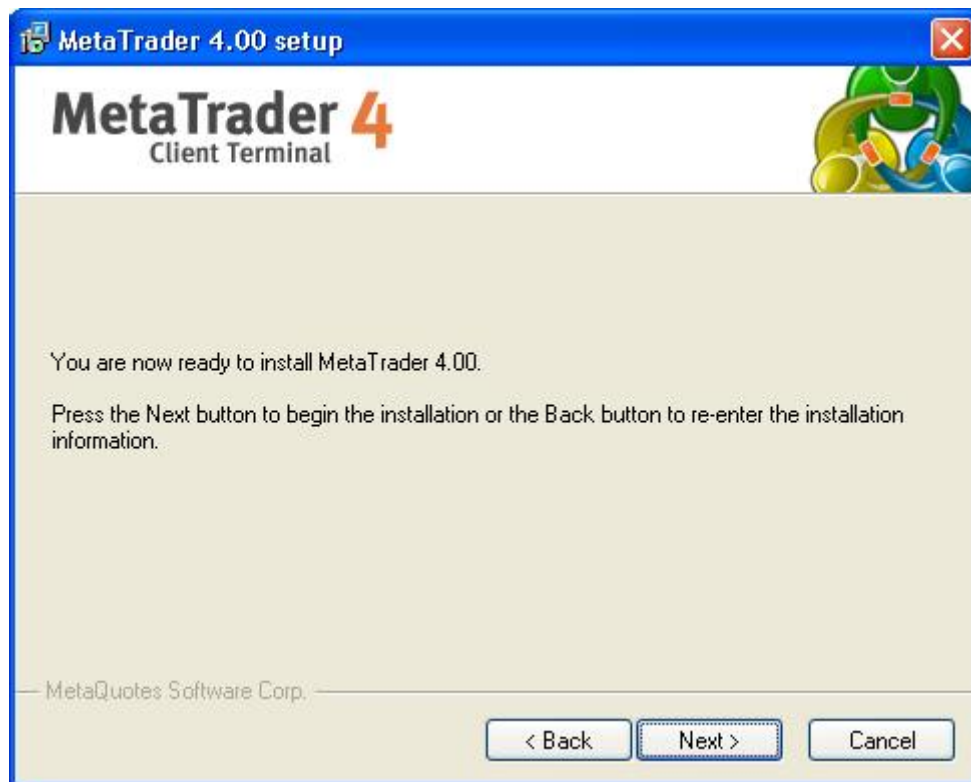 MetaTrader 4.00 setup
MetaTrader 4
Client Terminal
You are now ready to install MetaTrader 4.00.
Press the Next button to begin the installation or the Back button to re-enter the installation
information.
MetaQuotes Software Corp.
< Back Next > Cancel